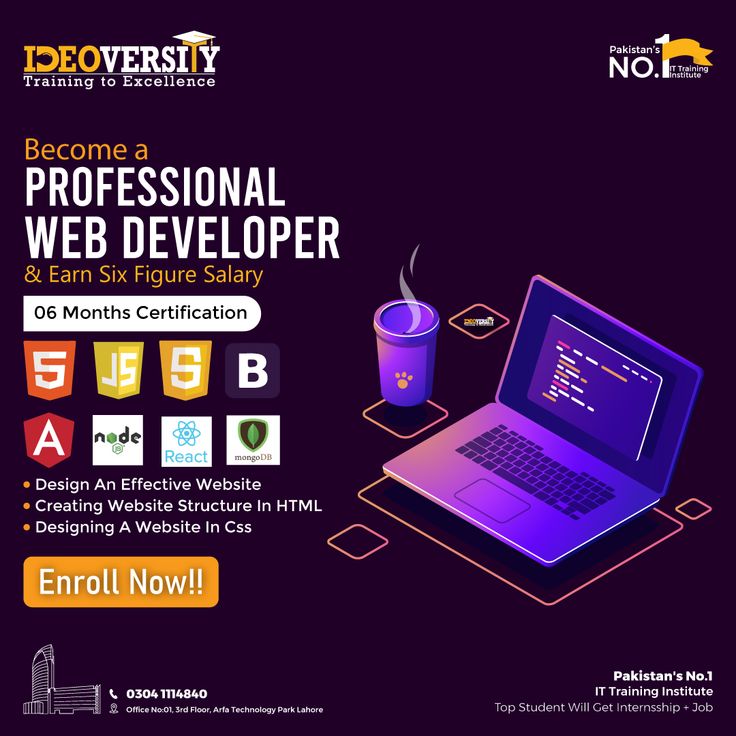 IDEOVERSITY
Training to Excellence
Pakistan's
NO.1
IT Training
Institute
Become a
PROFESSIONAL
WEB DEVELOPER
& Earn Six Figure Salary
06 Months Certification
5 JS S B
A node JS React mongoDB
IDEOVERSITY
Design An Effective Website
Creating Website Structure In HTML
Designing A Website In Css
Enroll Now!!
0304 1114840
Office No:01, 3rd Floor, Arfa Technology Park Lahore
Pakistan's No.1
IT Training Institute
Top Student Will Get Internsship + Job